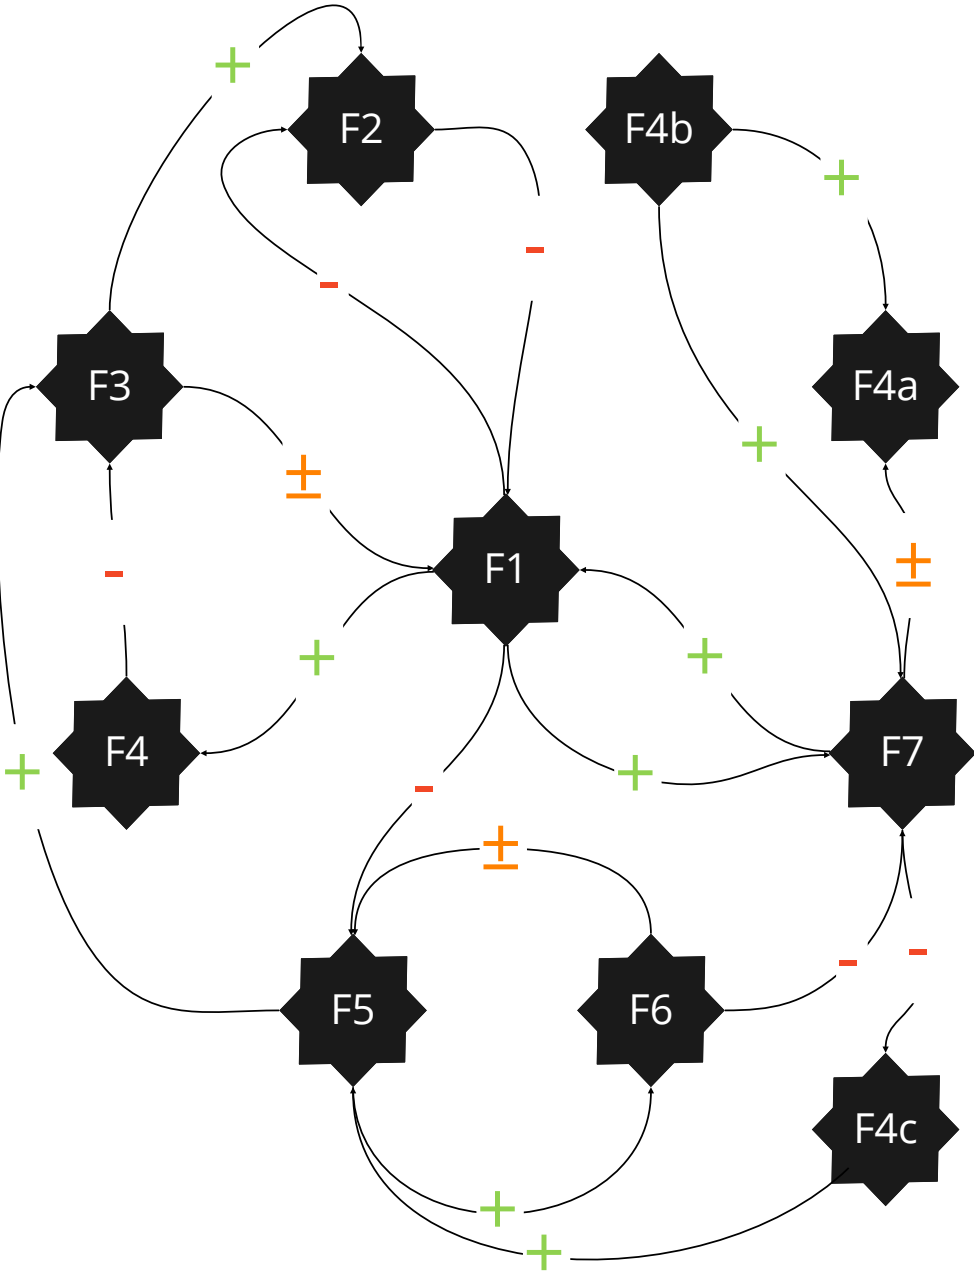 +
F2
F4b
+
-
-
F3
F4a
+
±
±
F1
-
+
+
F4
F7
+
+
-
±
-
-
F5
F6
F4c
+
+